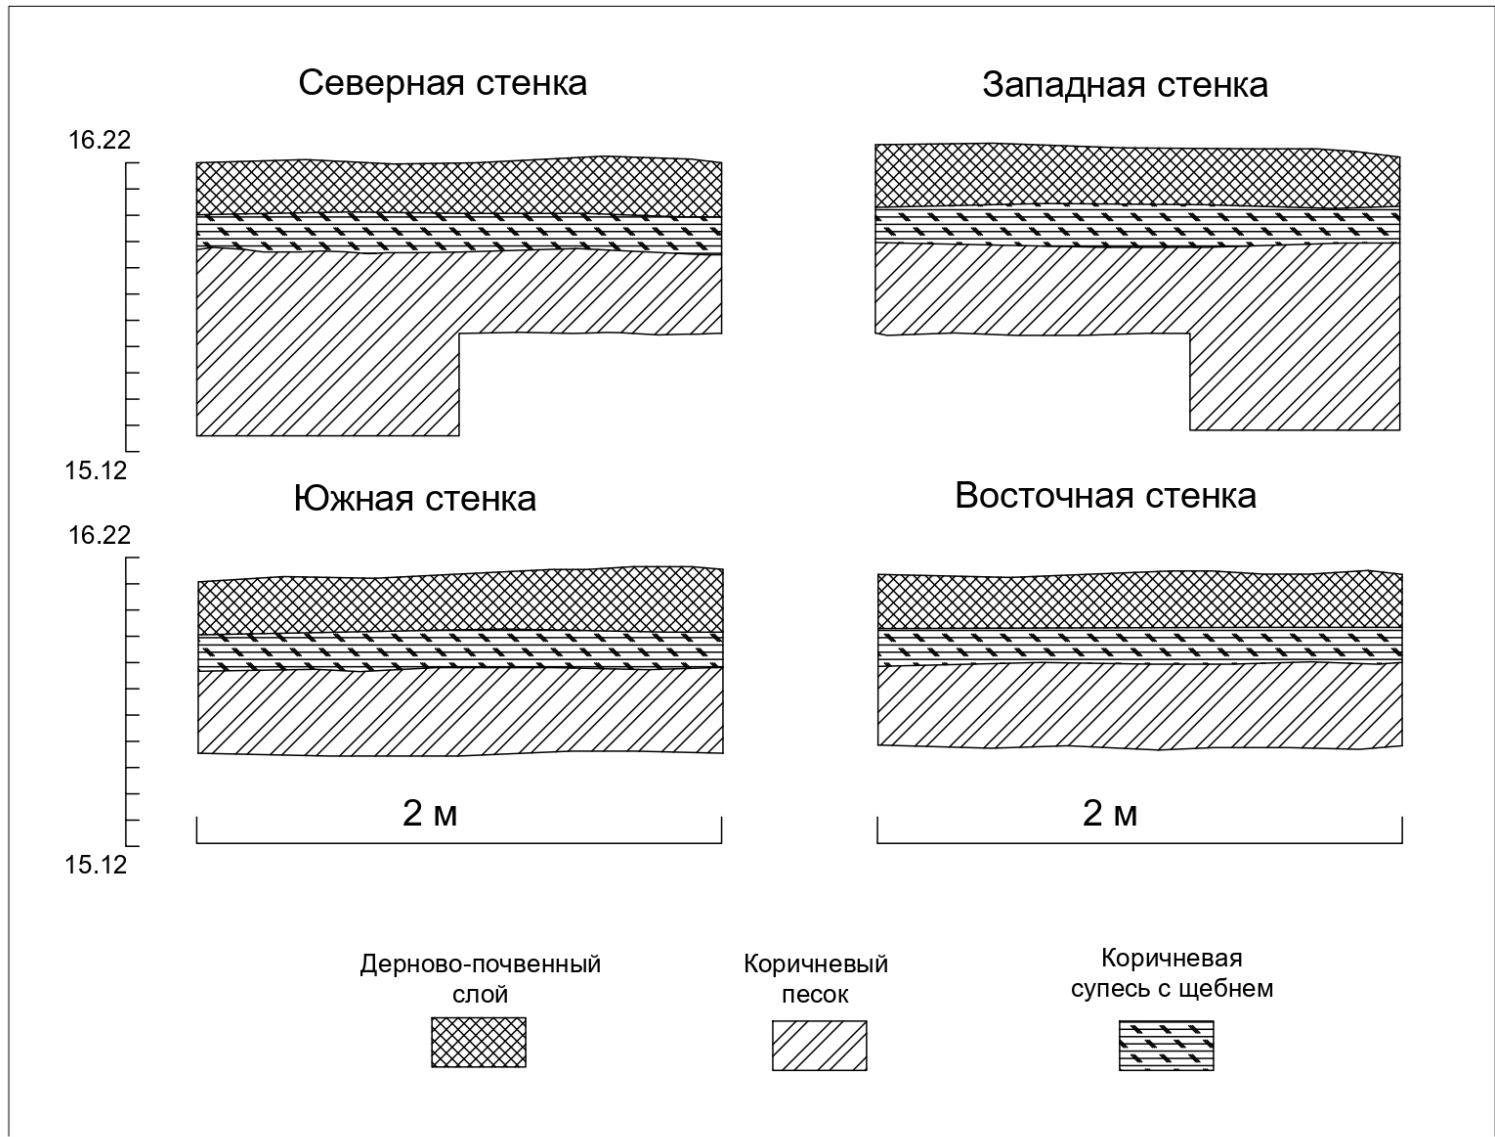 Северная стенка
Западная стенка
16.22
15.12
Южная стенка
Восточная стенка
16.22
2 м
2 м
15.12
Дерново-почвенный
слой
Коричневый
песок
Коричневая
супесь с щебнем